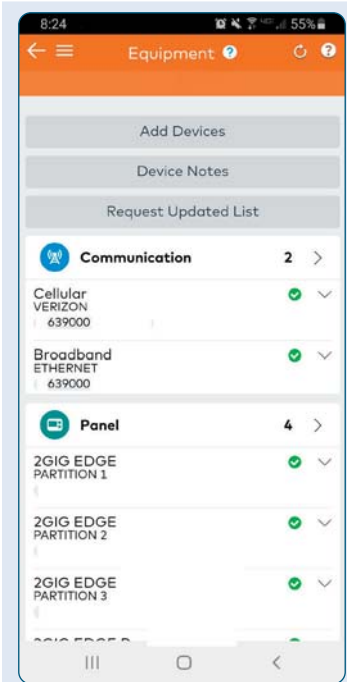 8:24
55%
Equipment ?
?
Add Devices
Device Notes
Request Updated List
Communication 2
Cellular
VERIZON
639000
Broadband
ETHERNET
639000
Panel 4
2GIG EDGE
PARTITION 1
2GIG EDGE
PARTITION 2
2GIG EDGE
PARTITION 3